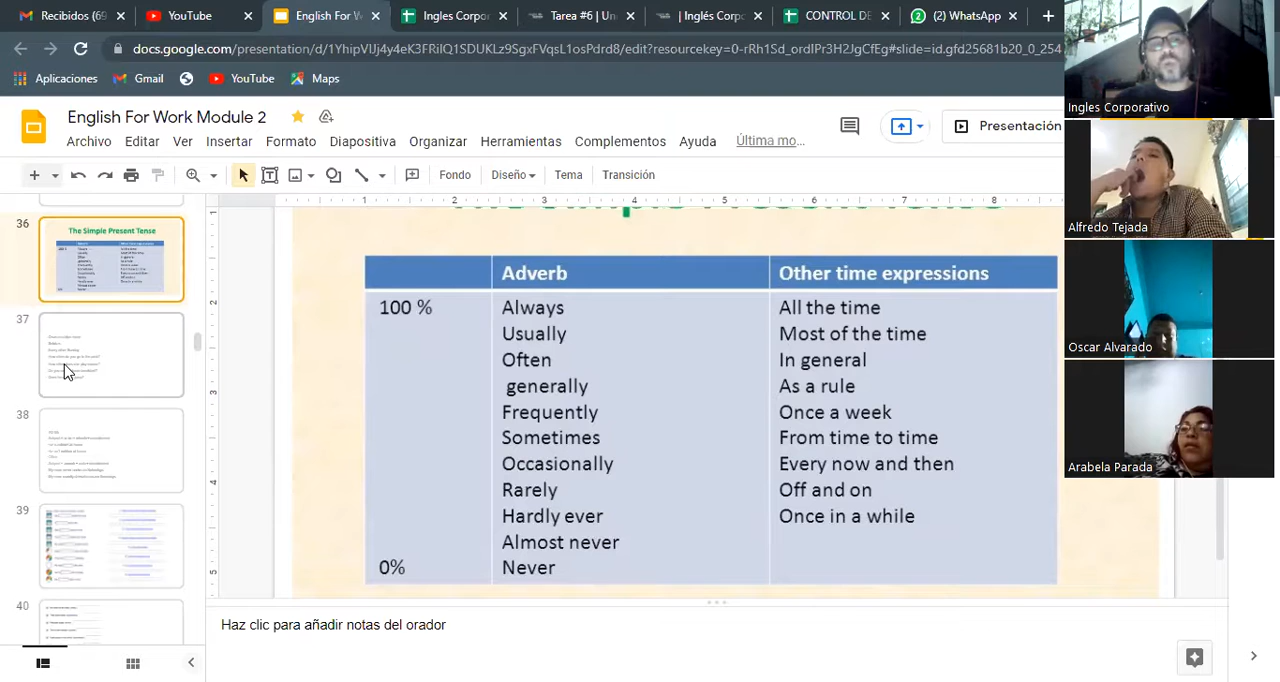 Recibidos (69
YouTube
English For W
Ingles Corpor
Tarea #6 | Un
| Inglés Corp
CONTROL DE
(2) WhatsApp
docs.google.com/presentation/d/1YhipVlJj4y4eK3FRilQ1SDUKLz9SgxFVqsL1osPdrd8/edit?resourcekey=0-rRh1Sd_ordIPr3H2JgCfEg#slide=id.gfd25681b20_0_254
Aplicaciones
Gmail
YouTube
Maps
English For Work Module 2
Archivo Editar Ver Insertar Formato Diapositiva Organizar Herramientas Complementos Ayuda Última mo...
Presentación
Fondo Diseño Tema Transición
36
The Simple Present Tense
37
38
39
40
Adverb Other time expressions
100 % Always All the time
Usually Most of the time
Often In general
generally As a rule
Frequently Once a week
Sometimes From time to time
Occasionally Every now and then
Rarely Off and on
Hardly ever Once in a while
Almost never
0% Never
Haz clic para añadir notas del orador
Ingles Corporativo
Alfredo Tejada
Oscar Alvarado
Arabela Parada